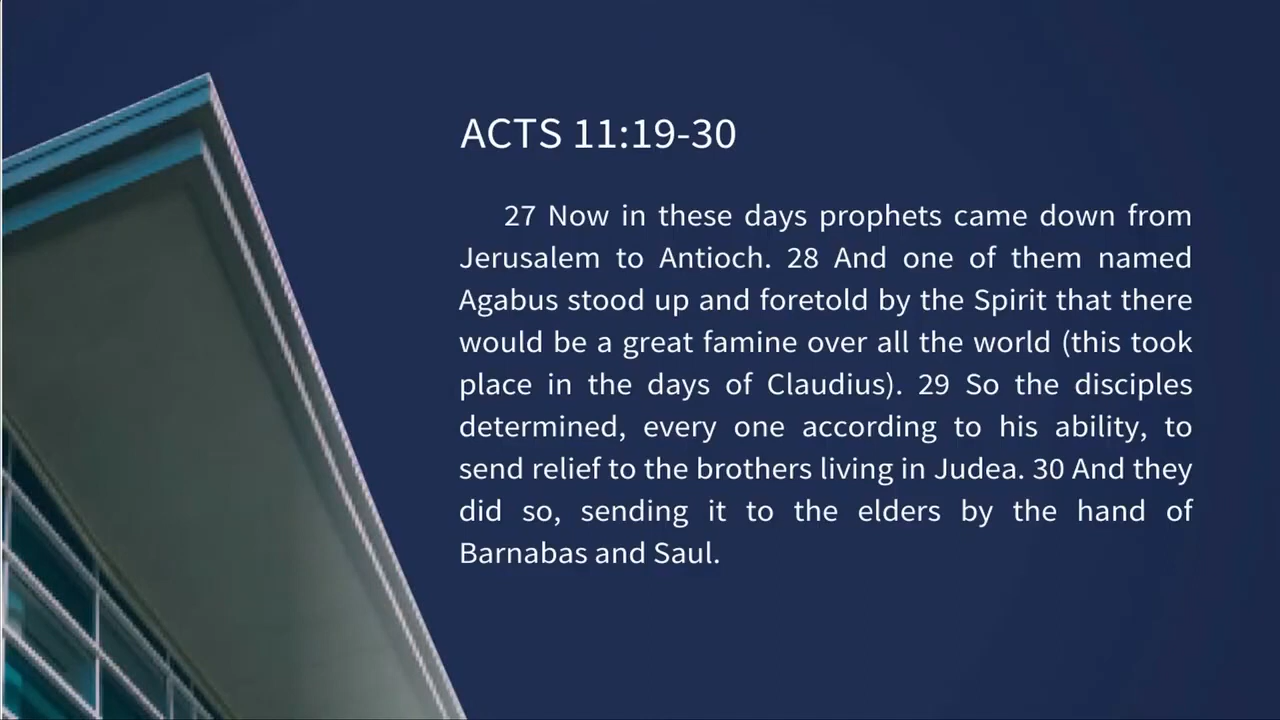 ACTS 11:19-30
27 Now in these days prophets came down from
Jerusalem to Antioch. 28 And one of them named
Agabus stood up and foretold by the Spirit that there
would be a great famine over all the world (this took
place in the days of Claudius). 29 So the disciples
determined, every one according to his ability, to
send relief to the brothers living in Judea. 30 And they
did so, sending it to the elders by the hand of
Barnabas and Saul.